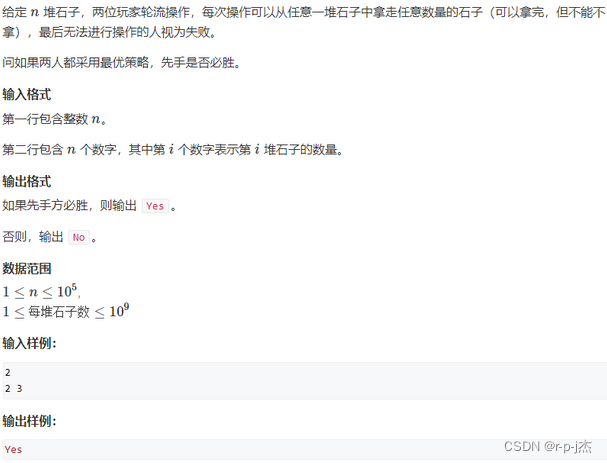 给定 n 堆石子，两位玩家轮流操作，每次操作可以从任意一堆石子中拿走任意数量的石子（可以拿完，但不能不
拿），最后无法进行操作的人视为失败。
问如果两人都采用最优策略，先手是否必胜。
输入格式
第一行包含整数 n。
第二行包含 n 个数字，其中第 i 个数字表示第 i 堆石子的数量。
输出格式
如果先手方必胜，则输出 Yes 。
否则，输出 No 。
数据范围
1 ≤ n ≤ 10⁵,
1 ≤ 每堆石子数 ≤ 10⁹
输入样例：
2
2 3
输出样例：
Yes
CSDN @r-p-j杰